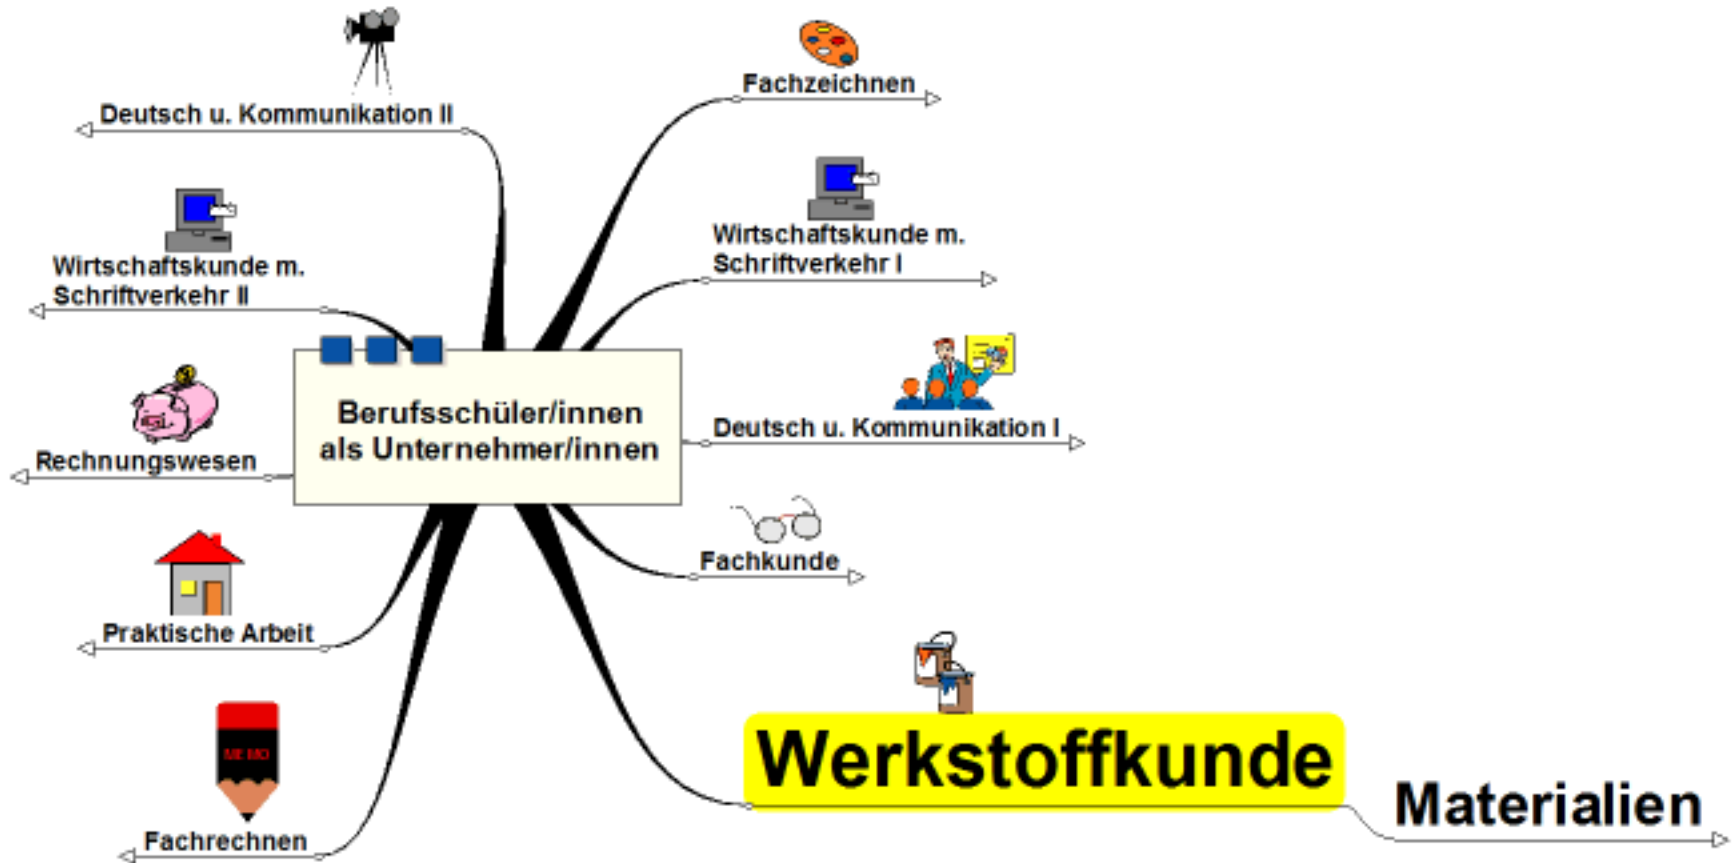 Fachzeichnen
Deutsch u. Kommunikation II
Wirtschaftskunde m.
Schriftverkehr I
Wirtschaftskunde m.
Schriftverkehr II
Berufsschüler/innen
als Unternehmer/innen
Deutsch u. Kommunikation I
Rechnungswesen
Fachkunde
Praktische Arbeit
MEMO
Werkstoffkunde
Materialien
Fachrechnen